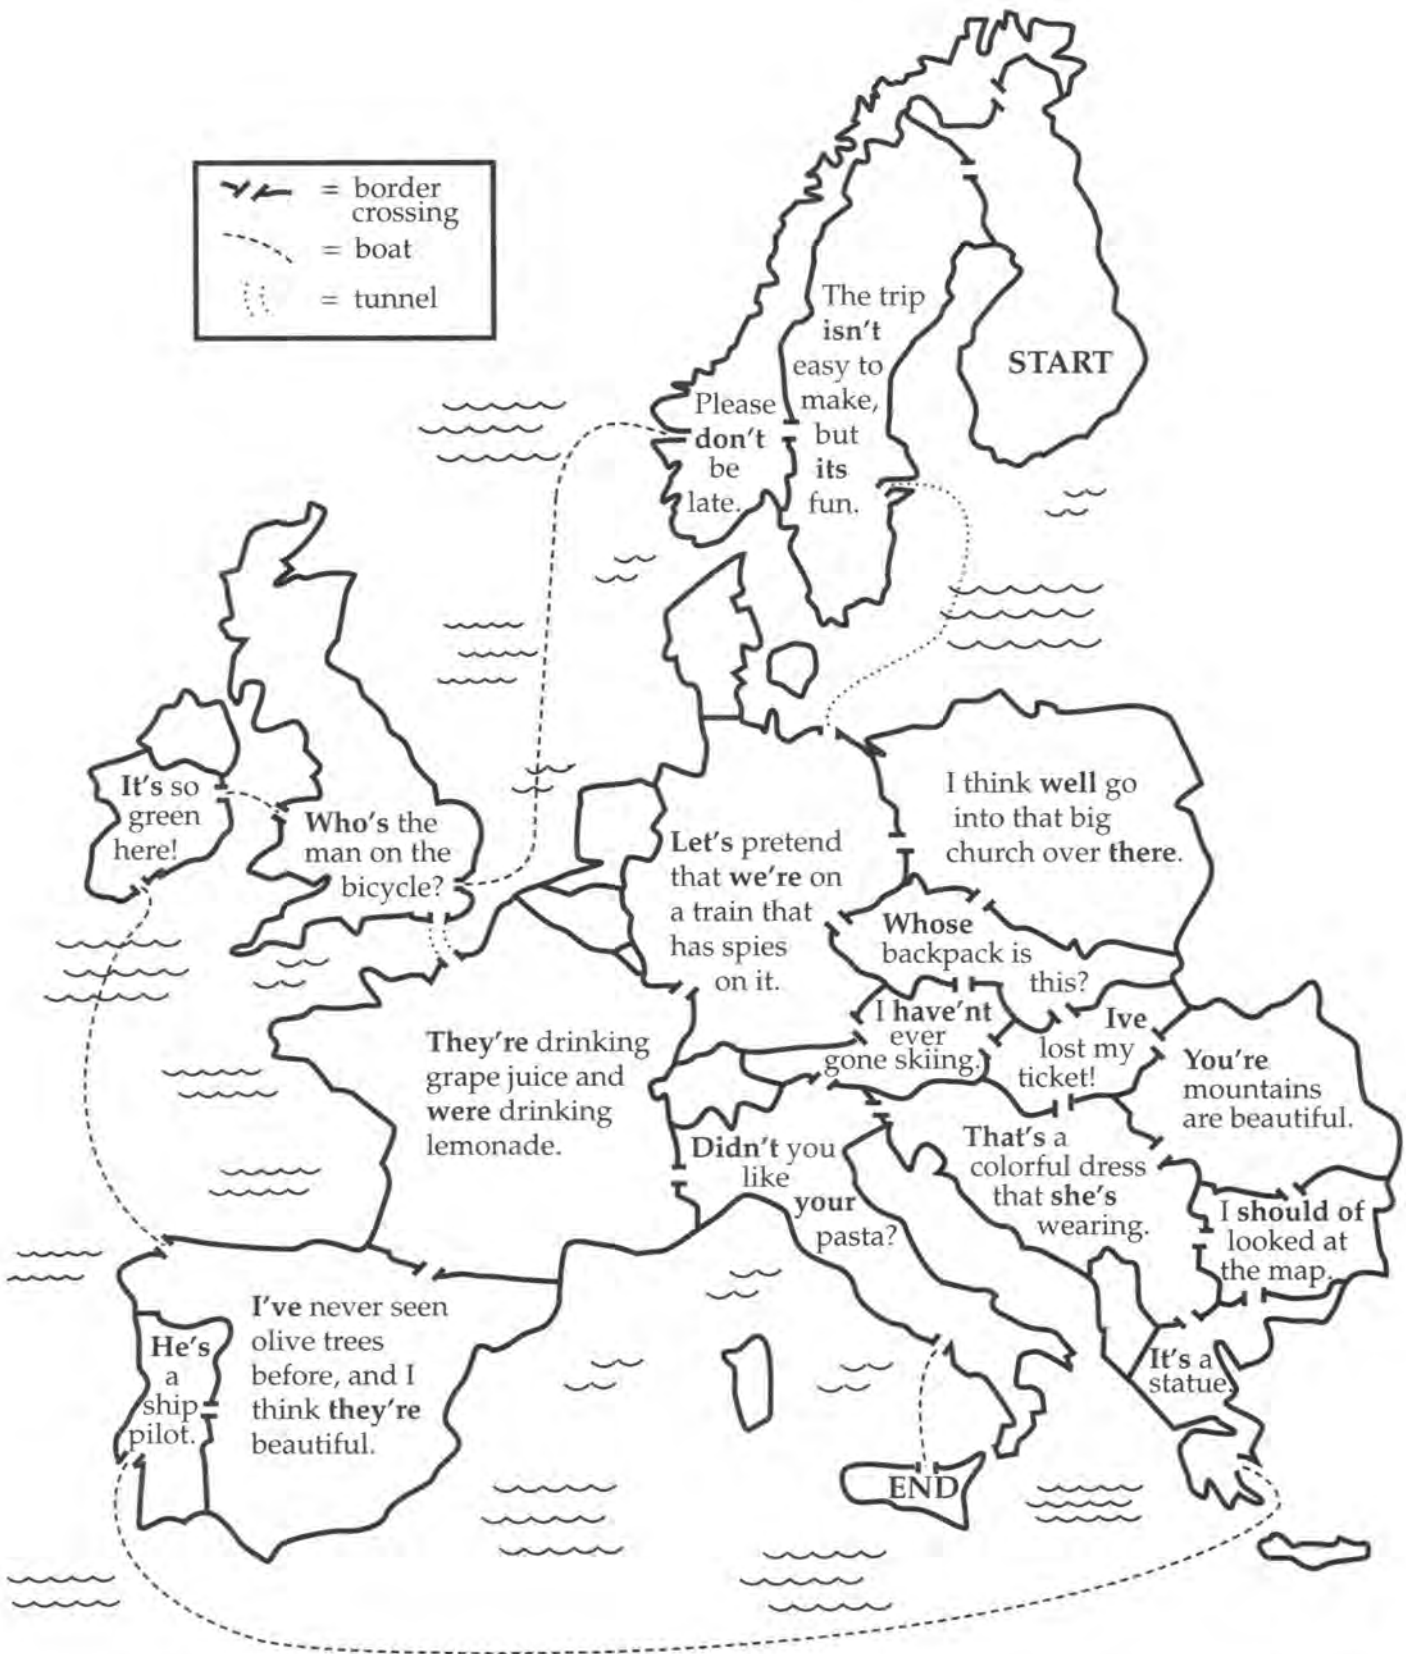 = border
crossing
= boat
= tunnel
START
The trip
isn't
easy to
make,
but
its
fun.
Please
don't
be
late.
It's so
green
here!
Who's the
man on the
bicycle?
Let's pretend
that we're on
a train that
has spies
on it.
I think well go
into that big
church over there.
Whose
backpack is
this?
I have'nt
ever
gone skiing.
Ive
lost my
ticket!
You're
mountains
are beautiful.
They're drinking
grape juice and
were drinking
lemonade.
Didn't you
like
your
pasta?
That's a
colorful dress
that she's
wearing.
I should of
looked at
the map.
It's a
statue.
I've never seen
olive trees
before, and I
think they're
beautiful.
He's
a
ship
pilot.
END